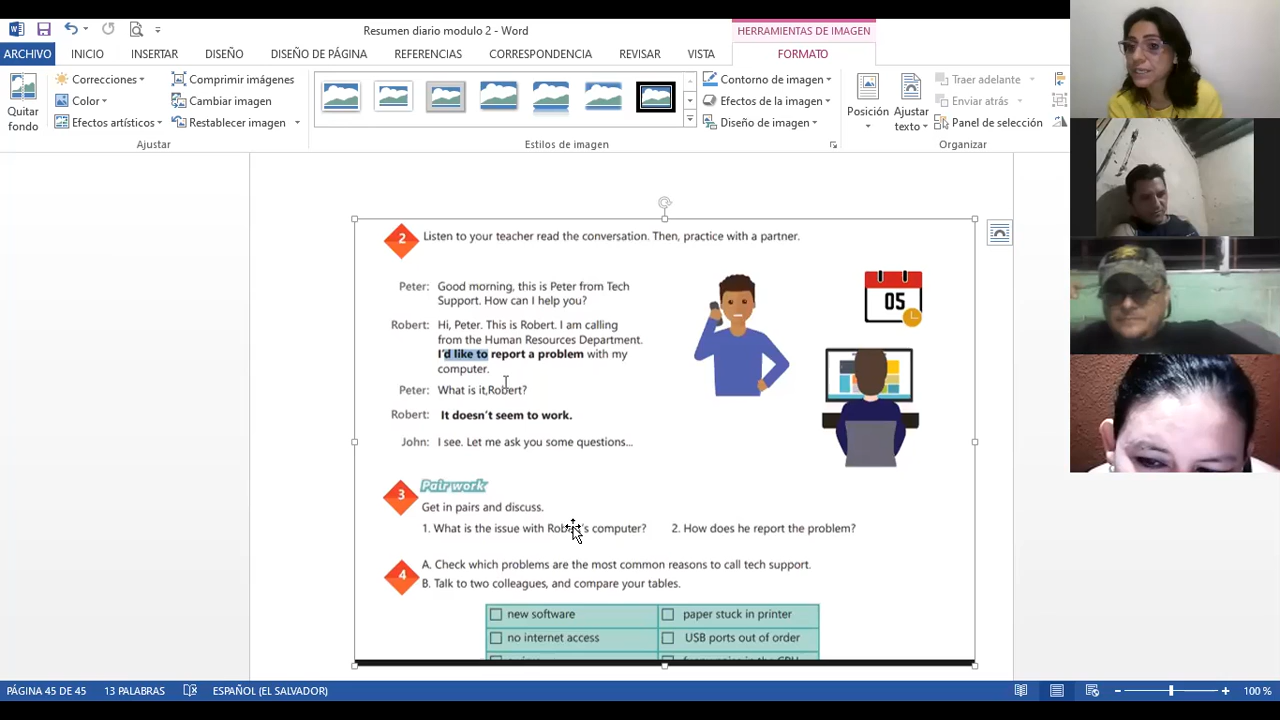 Resumen diario modulo 2 - Word
HERRAMIENTAS DE IMAGEN
ARCHIVO INICIO INSERTAR DISEÑO DISEÑO DE PÁGINA REFERENCIAS CORRESPONDENCIA REVISAR VISTA FORMATO
Quitar fondo
Correcciones
Color
Efectos artísticos
Comprimir imágenes
Cambiar imagen
Restablecer imagen
Ajustar
Estilos de imagen
Contorno de imagen
Efectos de la imagen
Diseño de imagen
Posición
Ajustar texto
Traer adelante
Enviar atrás
Panel de selección
Organizar
2 Listen to your teacher read the conversation. Then, practice with a partner.
Peter: Good morning, this is Peter from Tech
Support. How can I help you?
Robert: Hi, Peter. This is Robert. I am calling
from the Human Resources Department.
I'd like to report a problem with my
computer.
Peter: What is it,Robert?
Robert: It doesn't seem to work.
John: I see. Let me ask you some questions...
05
3 Pair work
Get in pairs and discuss.
1. What is the issue with Robert's computer? 2. How does he report the problem?
4 A. Check which problems are the most common reasons to call tech support.
B. Talk to two colleagues, and compare your tables.
new software paper stuck in printer
no internet access USB ports out of order
PÁGINA 45 DE 45 13 PALABRAS ESPAÑOL (EL SALVADOR) 100 %